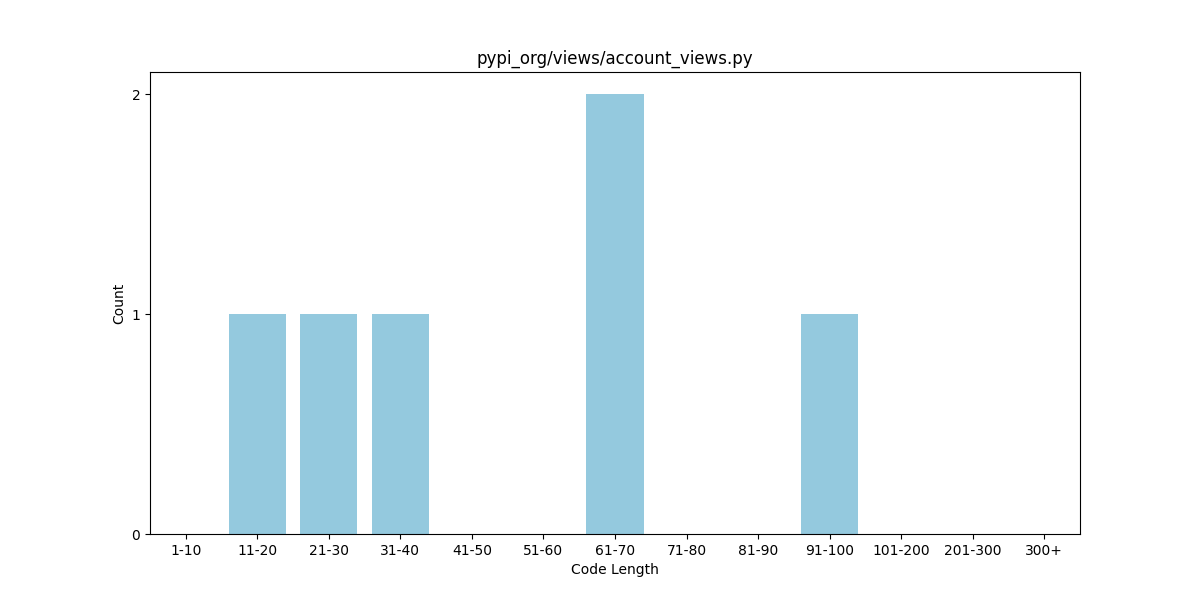 pypi_org/views/account_views.py
Count
2
1
0
1-10 11-20 21-30 31-40 41-50 51-60 61-70 71-80 81-90 91-100 101-200 201-300 300+
Code Length